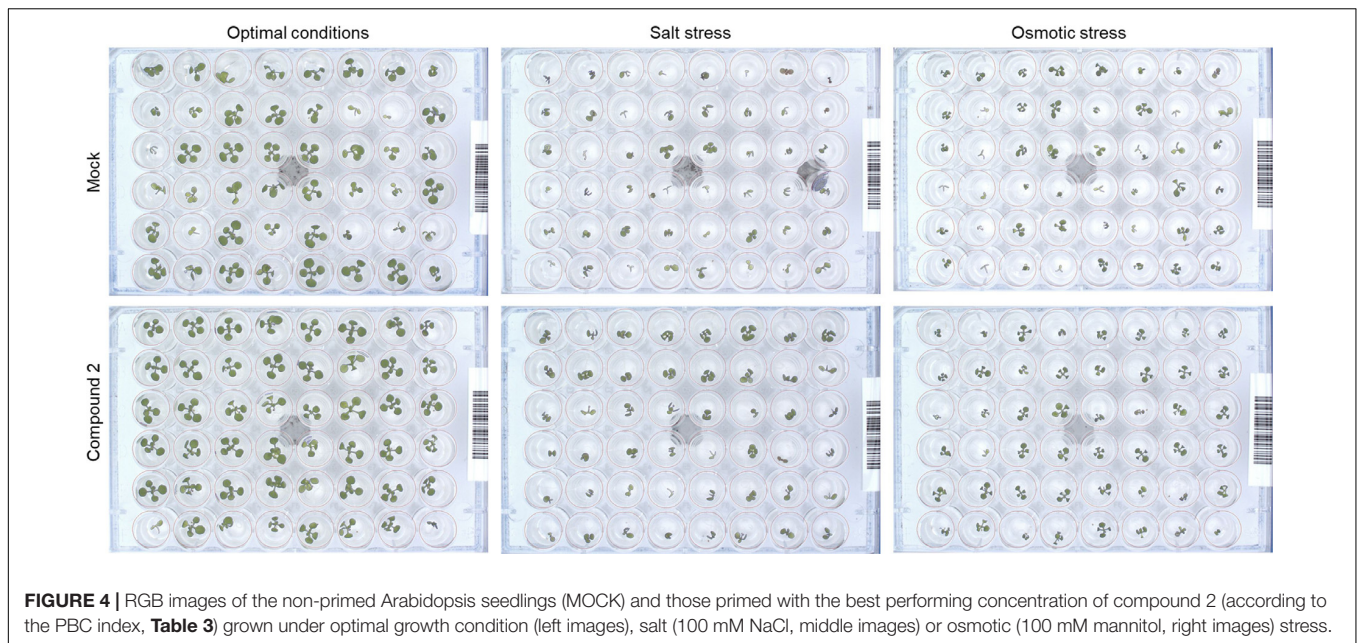 Optimal conditions
Salt stress
Osmotic stress
Mock
Compound 2
FIGURE 4 | RGB images of the non-primed Arabidopsis seedlings (MOCK) and those primed with the best performing concentration of compound 2 (according to
the PBC index, Table 3) grown under optimal growth condition (left images), salt (100 mM NaCl, middle images) or osmotic (100 mM mannitol, right images) stress.